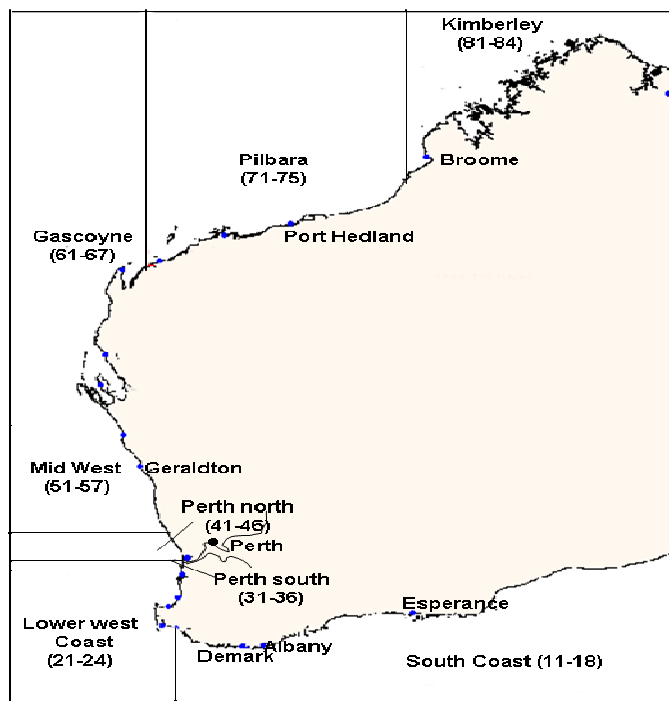 Kimberley
(81-84)
Pilbara
(71-75)
Broome
Gascoyne
(61-67)
Port Hedland
Mid West
(51-57)
Geraldton
Perth north
(41-46)
Perth
Perth south
(31-36)
Esperance
Lower west
Coast
(21-24)
Demark
Albany
South Coast (11-18)